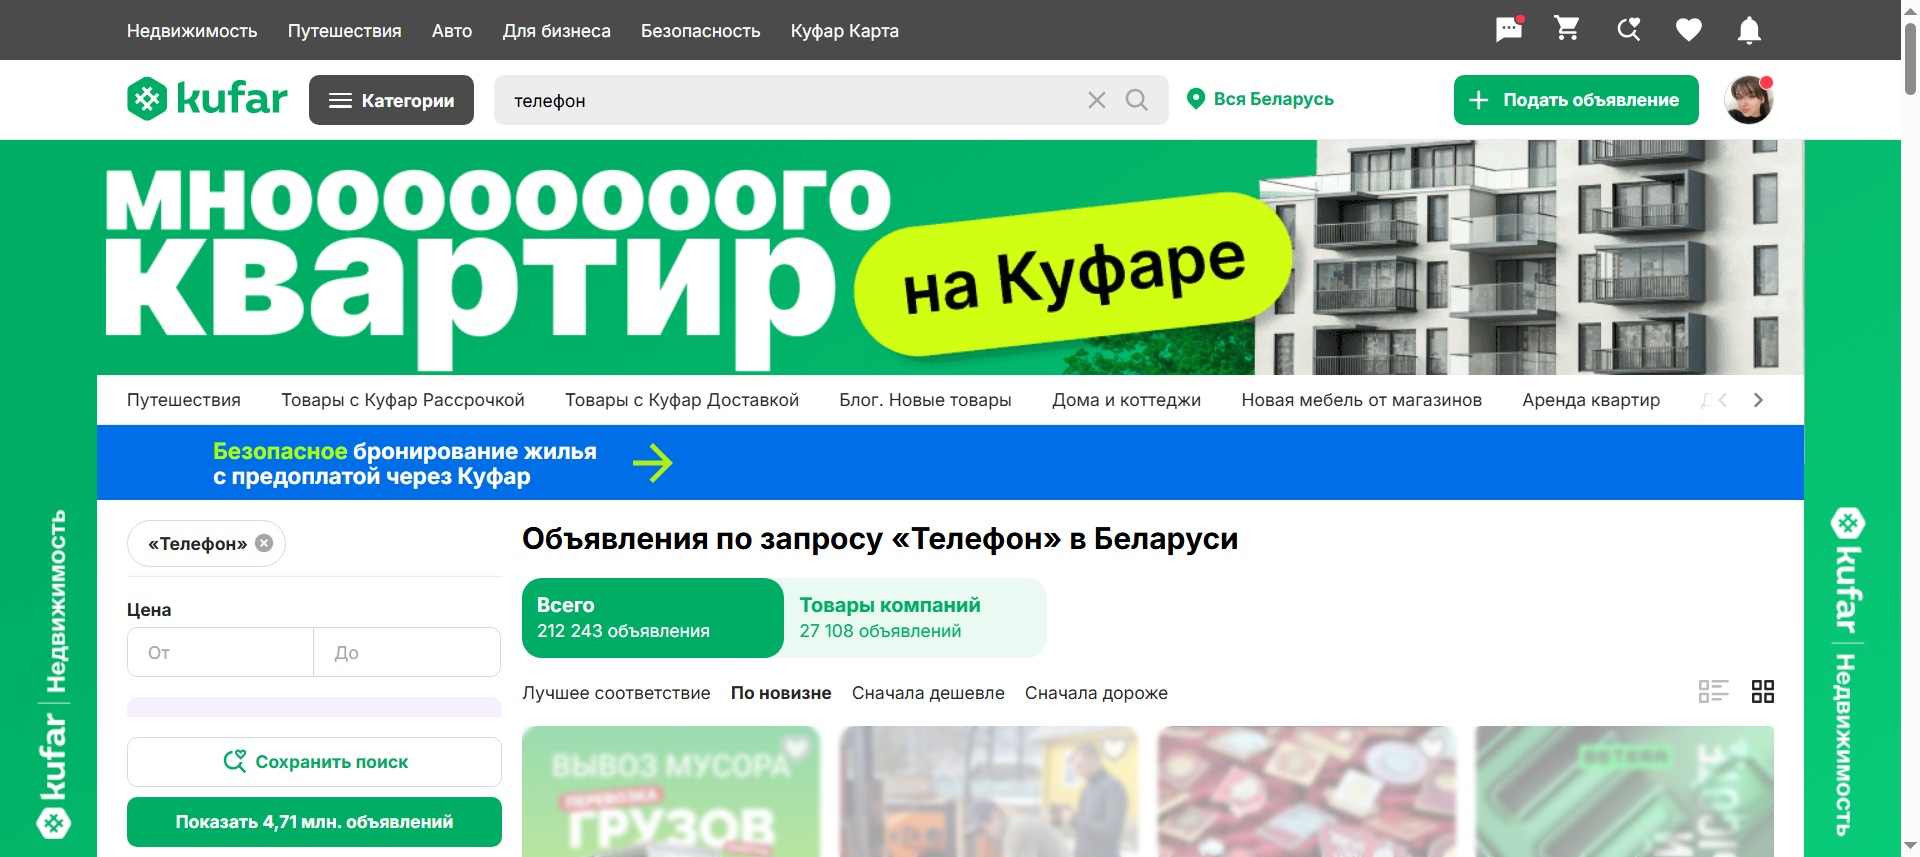 Недвижимость Путешествия Авто Для бизнеса Безопасность Куфар Карта
kufar Категории телефон Вся Беларусь Подать объявление
мнооооооооого
квартир
на Куфаре
Путешествия Товары с Куфар Рассрочкой Товары с Куфар Доставкой Блог. Новые товары Дома и коттеджи Новая мебель от магазинов Аренда квартир
Безопасное бронирование жилья
с предоплатой через Куфар
«Телефон»
Объявления по запросу «Телефон» в Беларуси
Всего
212 243 объявления
Товары компаний
27 108 объявлений
Цена
От До
Лучшее соответствие По новизне Сначала дешевле Сначала дороже
Сохранить поиск
Показать 4,71 млн. объявлений
ВЫВОЗ МУСОРА
ПЕРЕВОЗКА
ГРУЗОВ
kufar | Недвижимость
kufar | Недвижимость